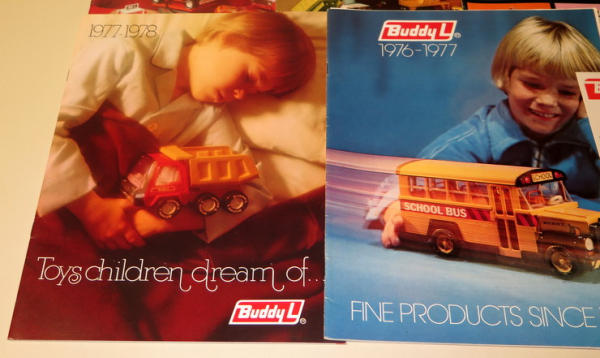 1977-1978
Toys children dream of...
Buddy L®
Buddy L®
1976-1977
SCHOOL
SCHOOL BUS
FINE PRODUCTS SINCE